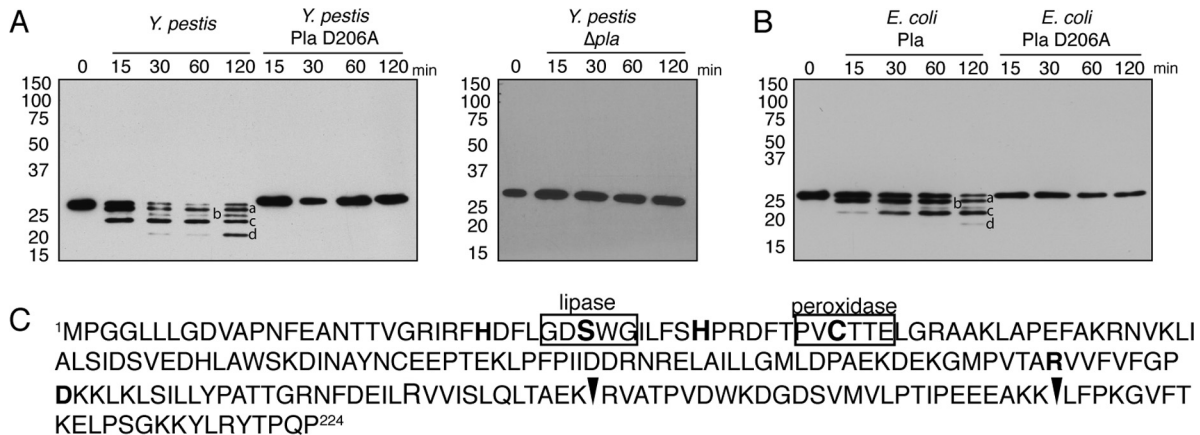 A
Y. pestis
Y. pestis
Pla D206A
0 15 30 60 120 15 30 60 120 min
150
100
75
50
37
25
20
15
a
b
c
d
Y. pestis
Δpla
0 15 30 60 120 min
150
100
75
50
37
25
20
15
B
E. coli
Pla
E. coli
Pla D206A
0 15 30 60 120 15 30 60 120 min
150
100
75
50
37
25
20
15
a
b
c
d
C
lipase peroxidase
¹MPGGLLLGDVAPNFEANTTVGRIRFHDFLGDSWGILFSHPRDFTPVCTTELGRAAKLAPEFAKRNVKLI
ALSIDSVEDHLAWSKDINAYNCEEPTEKLPFPIIDDRNRELAILLGMLDPAEKDEKGMPVTARVVFVFGP
DKKLKLSILLYPATTGRNFDEILRVVISLQLTAEK▼RVATPVDWKDGDSVMVLPTIPEEEAKK▼LFPKGVFT
KELPSGKKYLRYTPQP²²⁴